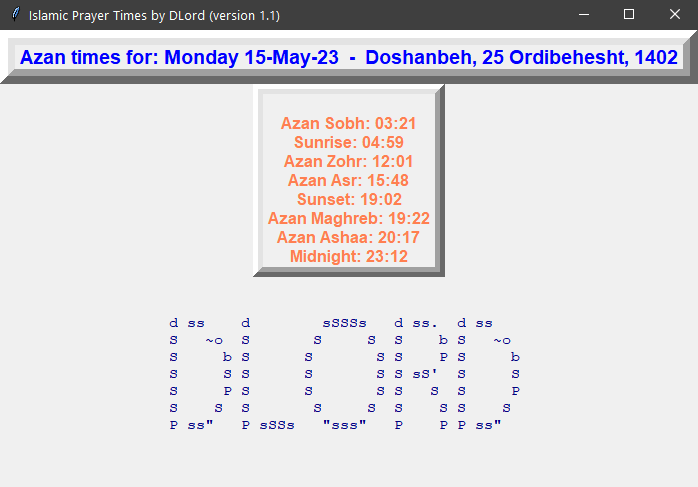 Islamic Prayer Times by DLord (version 1.1)
Azan times for: Monday 15-May-23  -  Doshanbeh, 25 Ordibehesht, 1402
Azan Sobh: 03:21
Sunrise: 04:59
Azan Zohr: 12:01
Azan Asr: 15:48
Sunset: 19:02
Azan Maghreb: 19:22
Azan Ashaa: 20:17
Midnight: 23:12
d ss    d        sSSSs   d ss.  d ss
S   ~o  S       S     S  S    b S   ~o
S     b S      S       S S    P S     b
S     S S      S       S S sS'  S     S
S     P S      S       S S   S  S     P
S    S  S       S     S  S    S S    S
P ss"   P sSSs   "sss"   P    P P ss"